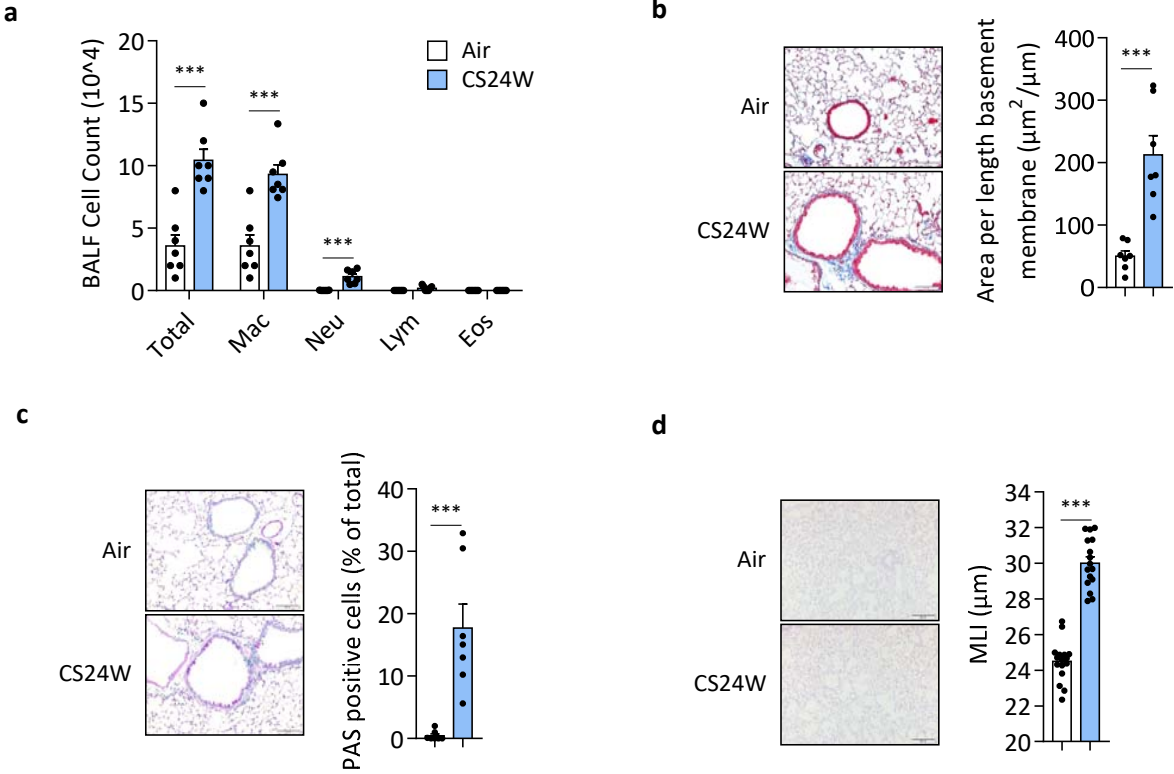 a
BALF Cell Count (10^4)
20
15
10
5
0
***
***
***
Total
Mac
Neu
Lym
Eos
Air
CS24W
b
Air
CS24W
Area per length basement
membrane (µm²/µm)
400
300
200
100
0
***
c
Air
CS24W
PAS positive cells (% of total)
40
30
20
10
0
***
d
Air
CS24W
MLI (µm)
34
32
30
28
26
24
22
20
***